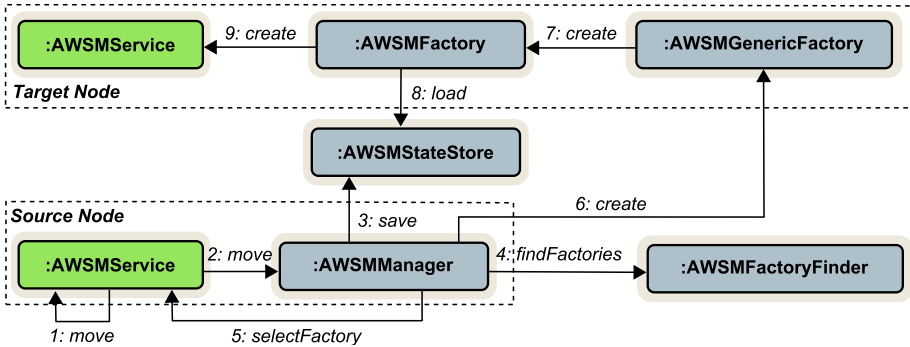 :AWSMService
9: create
:AWSMFactory
7: create
:AWSMGenericFactory
Target Node
8: load
:AWSMStateStore
Source Node
3: save
6: create
:AWSMService
2: move
:AWSMManager
4: findFactories
:AWSMFactoryFinder
1: move
5: selectFactory